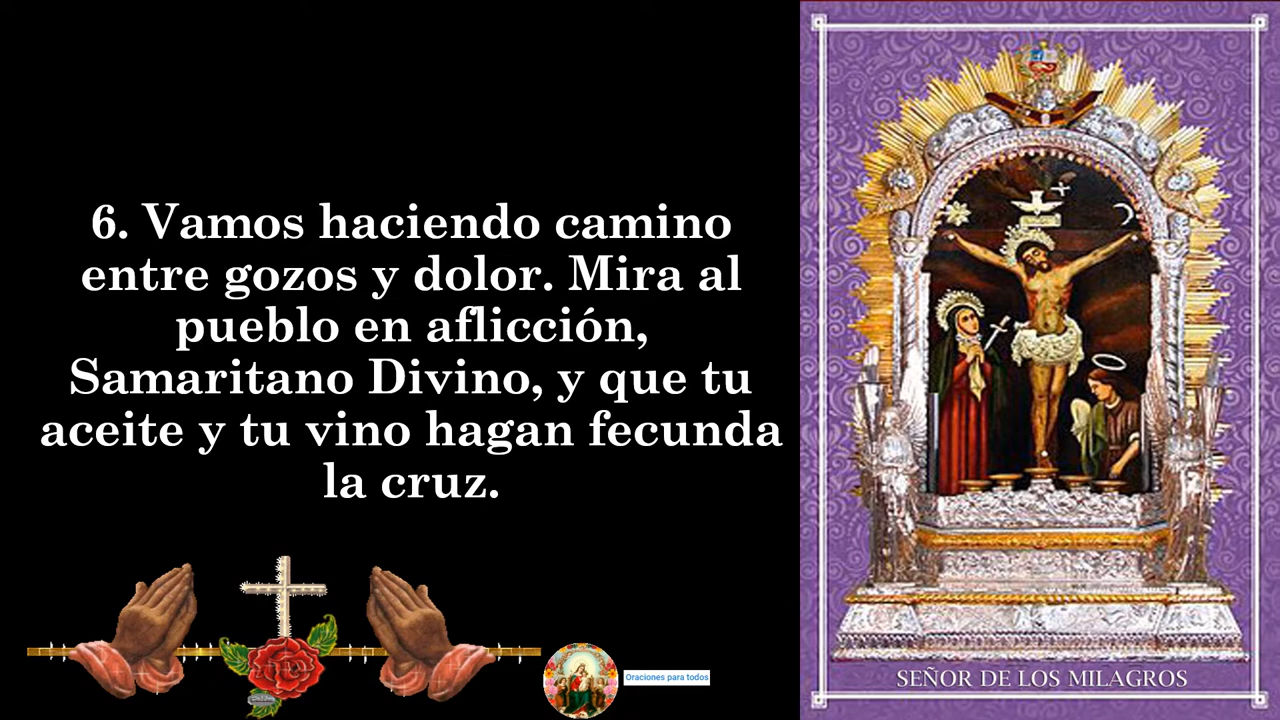 6. Vamos haciendo camino
entre gozos y dolor. Mira al
pueblo en aflicción,
Samaritano Divino, y que tu
aceite y tu vino hagan fecunda
la cruz.
Oraciones para todos
SEÑOR DE LOS MILAGROS